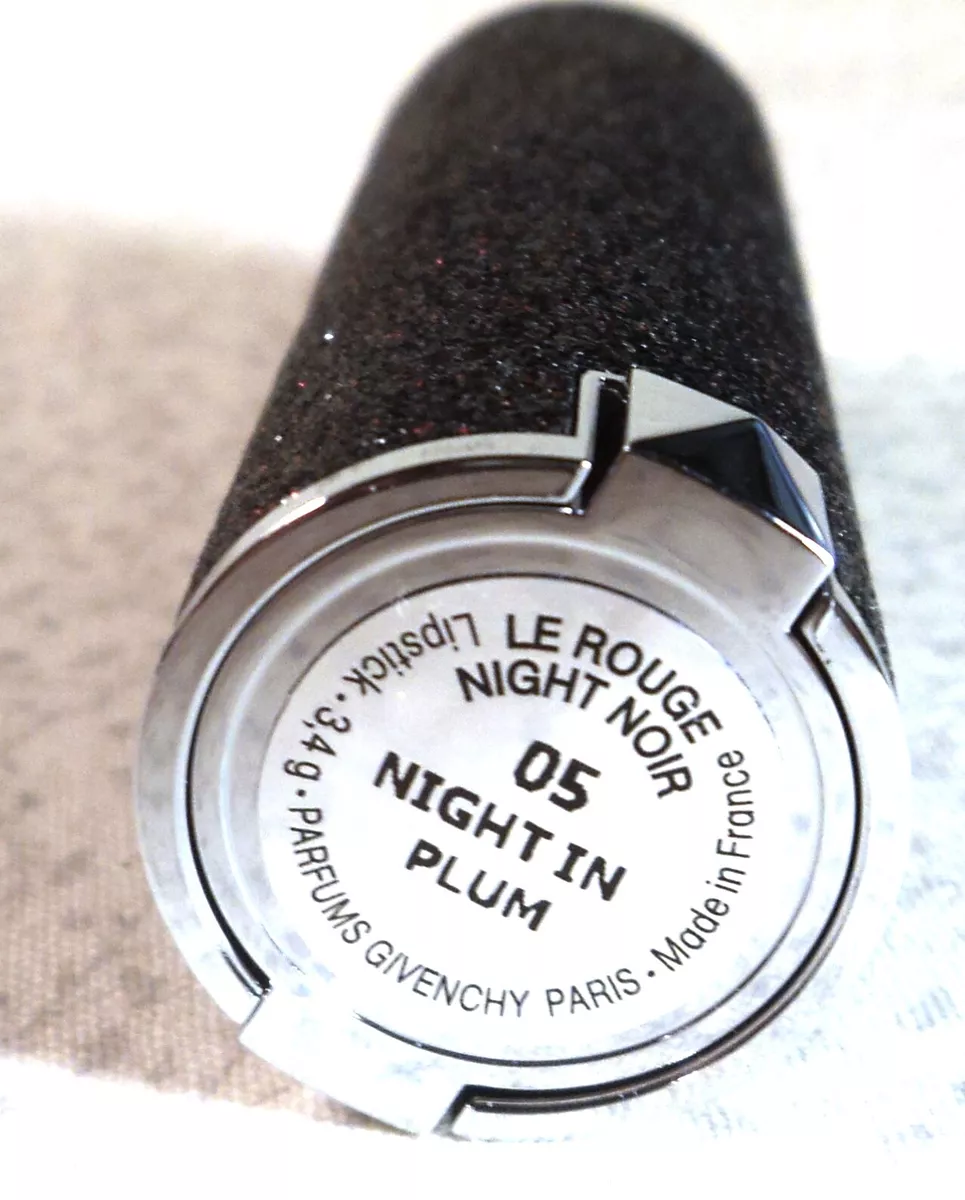 LE ROUGE
NIGHT NOIR
05
NIGHT IN
PLUM
Lipstick · 3,4 g · PARFUMS GIVENCHY PARIS · Made in France